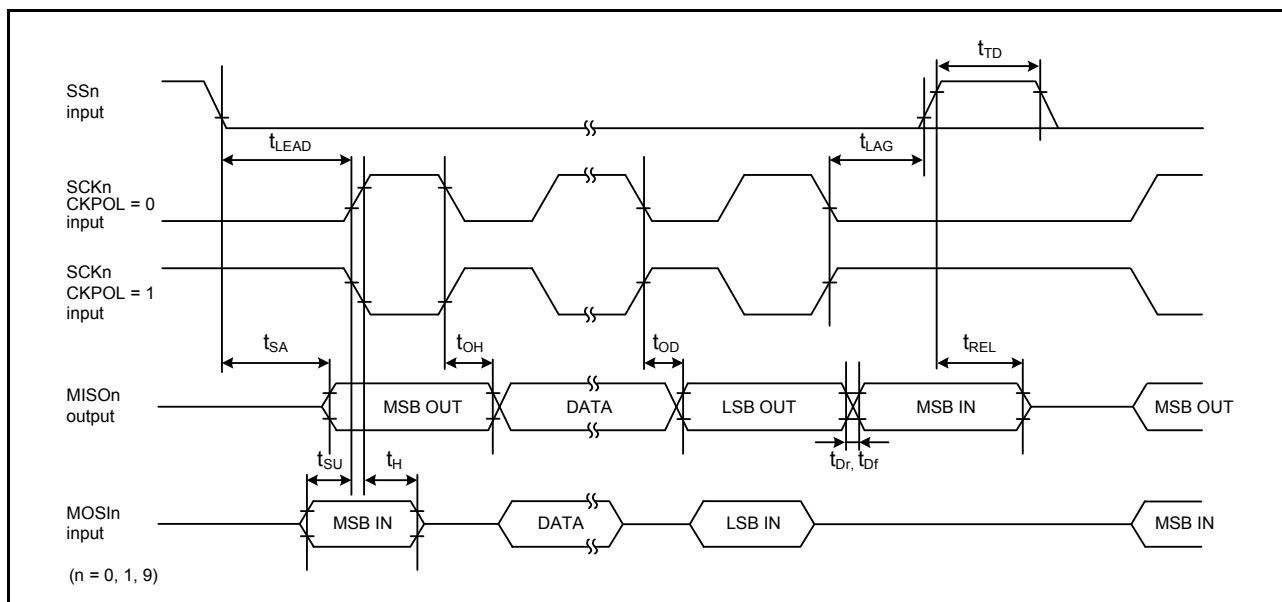 tTD
SSn
input
tLEAD
tLAG
SCKn
CKPOL = 0
input
SCKn
CKPOL = 1
input
tSA
tOH
tOD
tREL
MISOn
output
MSB OUT
DATA
LSB OUT
MSB IN
MSB OUT
tSU
tH
tDr, tDf
MOSIn
input
MSB IN
DATA
LSB IN
MSB IN
(n = 0, 1, 9)